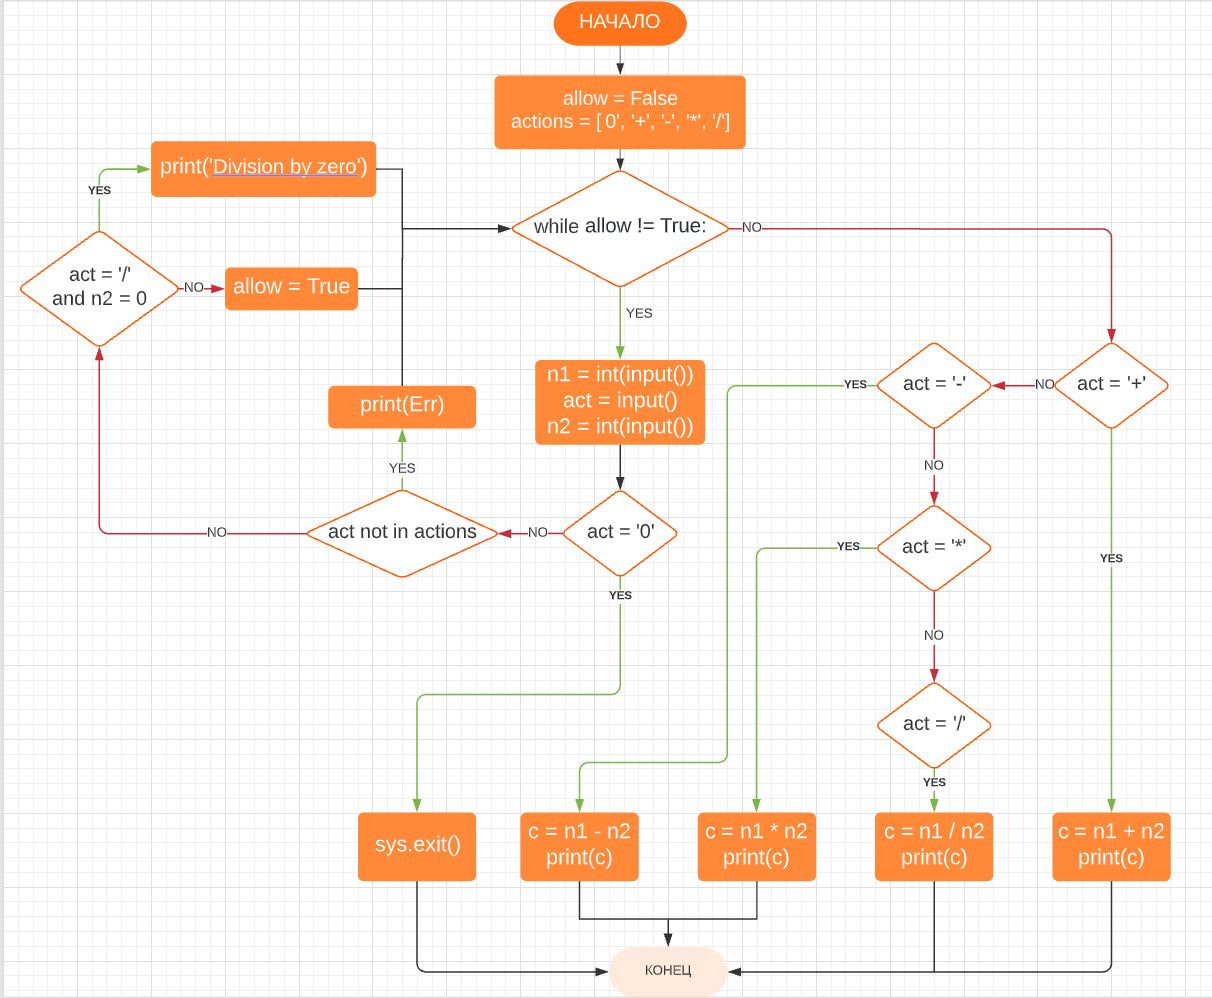 НАЧАЛО
allow = False
actions = [ 0', '+', '-', '*', '/']
print('Division by zero')
YES
while allow != True:
NO
act = '/'
and n2 = 0
NO
allow = True
YES
n1 = int(input())
act = input()
n2 = int(input())
print(Err)
YES
act = '-'
NO
act = '+'
YES
NO
act not in actions
NO
act = '0'
NO
YES
act = '*'
YES
YES
NO
act = '/'
YES
sys.exit()
c = n1 - n2
print(c)
c = n1 * n2
print(c)
c = n1 / n2
print(c)
c = n1 + n2
print(c)
КОНЕЦ